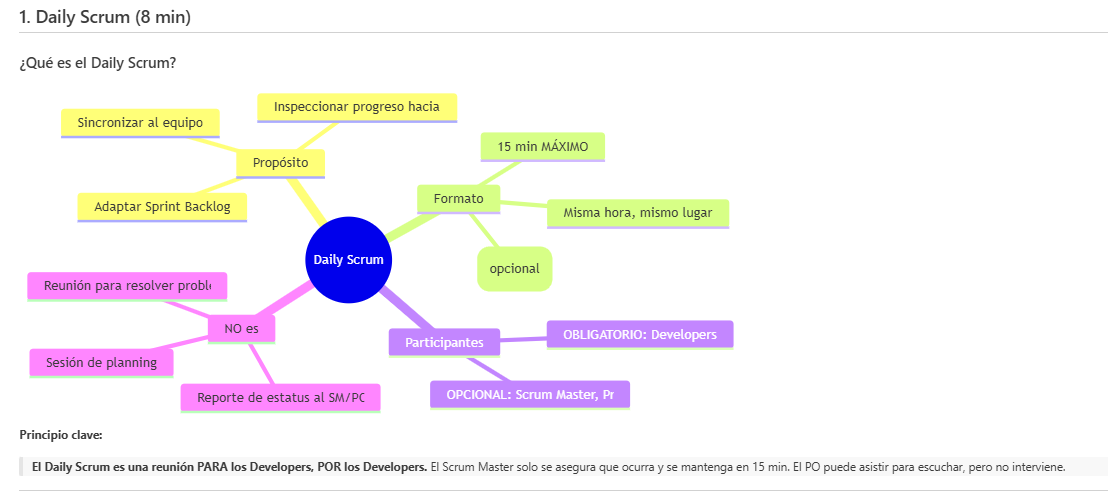 1. Daily Scrum (8 min)
¿Qué es el Daily Scrum?
Inspeccionar progreso hacia
Sincronizar al equipo
Propósito
Adaptar Sprint Backlog
15 min MÁXIMO
Formato
Misma hora, mismo lugar
opcional
Daily Scrum
Reunión para resolver
NO es
Sesión de planning
Reporte de estatus al
Participantes
OBLIGATORIO: Developers
OPCIONAL: Scrum Master,
Principio clave:
El Daily Scrum es una reunión PARA los Developers, POR los Developers. El Scrum Master solo se asegura que ocurra y se mantenga en 15 min. El PO puede asistir para escuchar, pero no interviene.